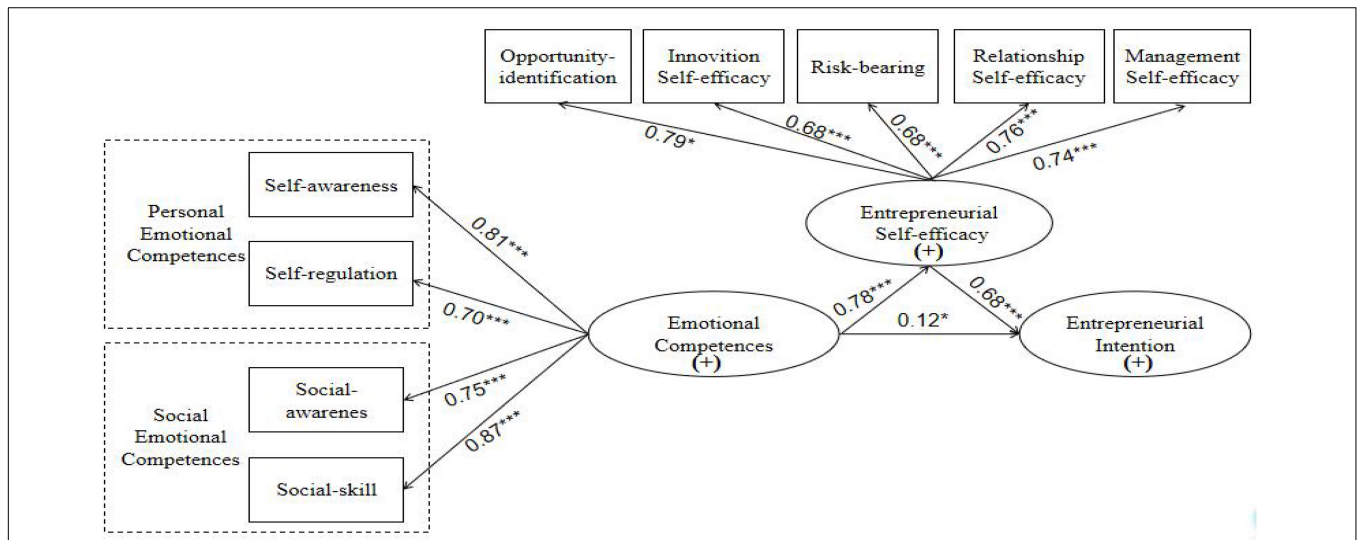 Opportunity-
identification
Innovition
Self-efficacy
Risk-bearing
Relationship
Self-efficacy
Management
Self-efficacy
0.79*
0.68***
0.68***
0.76***
0.74***
Entrepreneurial
Self-efficacy
(+)
Personal
Emotional
Competences
Self-awareness
Self-regulation
0.81***
0.70***
Social
Emotional
Competences
Social-
awarenes
Social-skill
0.75***
0.87***
Emotional
Competences
(+)
0.78***
0.12*
0.68***
Entrepreneurial
Intention
(+)